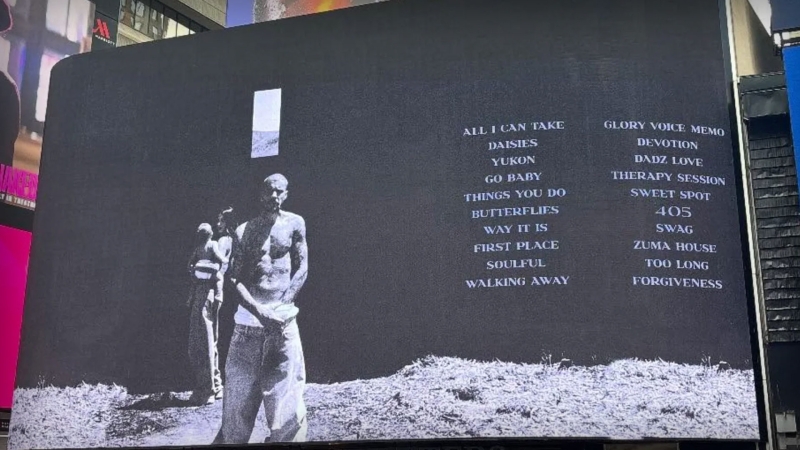 Marriott
ALL I CAN TAKE
DAISIES
YUKON
GO BABY
THINGS YOU DO
BUTTERFLIES
WAY IT IS
FIRST PLACE
SOULFUL
WALKING AWAY
GLORY VOICE MEMO
DEVOTION
DADZ LOVE
THERAPY SESSION
SWEET SPOT
405
SWAG
ZUMA HOUSE
TOO LONG
FORGIVENESS